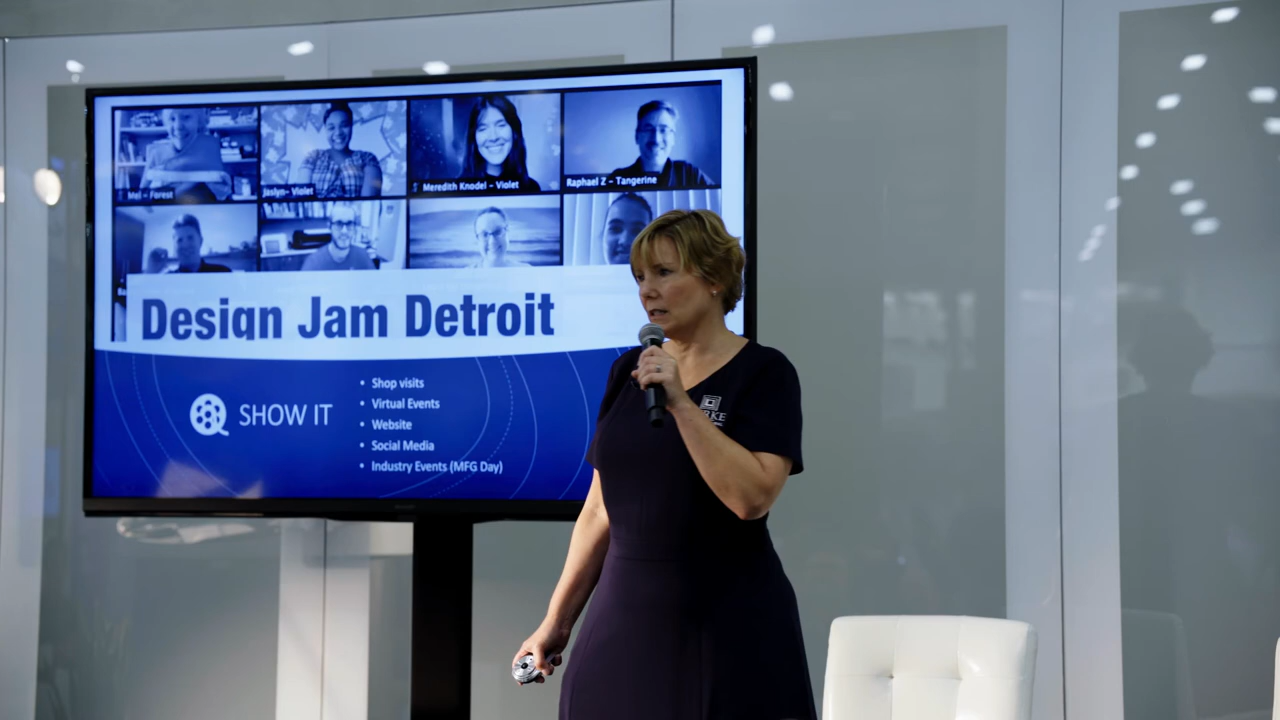 Mel - Forest
Joslyn- Violet
Meredith Knodel - Violet
Raphael Z - Tangerine
Design Jam Detroit
SHOW IT
• Shop visits
• Virtual Events
• Website
• Social Media
• Industry Events (MFG Day)